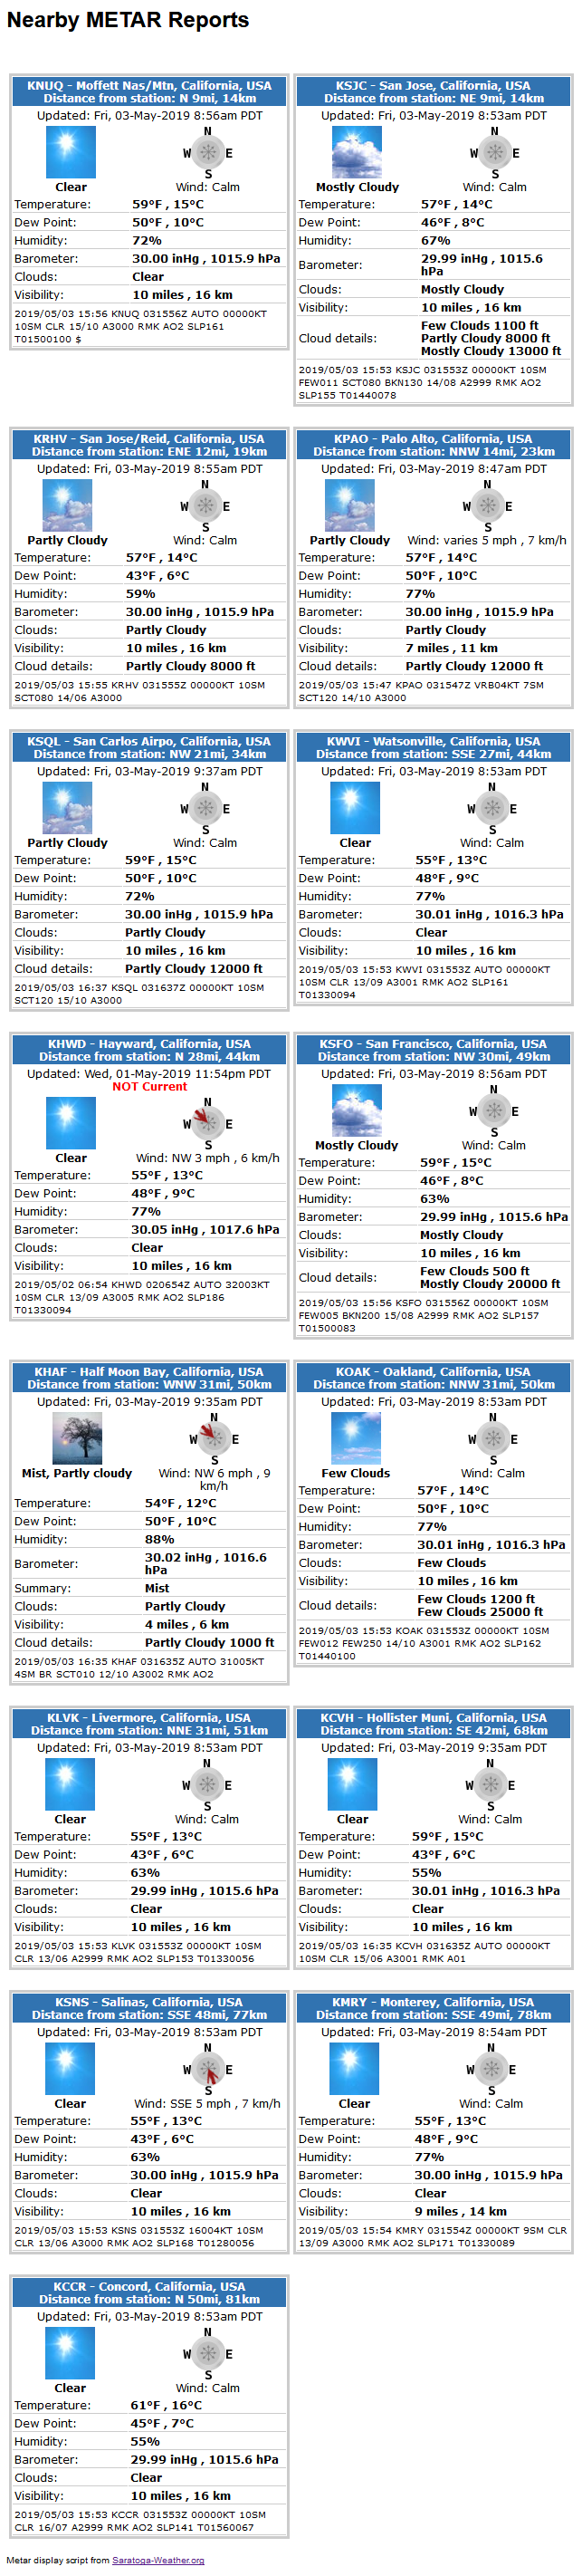 Nearby METAR Reports
KNUQ - Moffett Nas/Mtn, California, USA
Distance from station: N 9mi, 14km
Updated: Fri, 03-May-2019 8:56am PDT
N
W E
S
Clear
Wind: Calm
Temperature: 59°F , 15°C
Dew Point: 50°F , 10°C
Humidity: 72%
Barometer: 30.00 inHg , 1015.9 hPa
Clouds: Clear
Visibility: 10 miles , 16 km
2019/05/03 15:56 KNUQ 031556Z AUTO 00000KT
10SM CLR 15/10 A3000 RMK AO2 SLP161
T01500100 $
KSJC - San Jose, California, USA
Distance from station: NE 9mi, 14km
Updated: Fri, 03-May-2019 8:53am PDT
N
W E
S
Mostly Cloudy
Wind: Calm
Temperature: 57°F , 14°C
Dew Point: 46°F , 8°C
Humidity: 67%
Barometer: 29.99 inHg , 1015.6
hPa
Clouds: Mostly Cloudy
Visibility: 10 miles , 16 km
Cloud details: Few Clouds 1100 ft
Partly Cloudy 8000 ft
Mostly Cloudy 13000 ft
2019/05/03 15:53 KSJC 031553Z 00000KT 10SM
FEW011 SCT080 BKN130 14/08 A2999 RMK AO2
SLP155 T01440078
KRHV - San Jose/Reid, California, USA
Distance from station: ENE 12mi, 19km
Updated: Fri, 03-May-2019 8:55am PDT
N
W E
S
Partly Cloudy
Wind: Calm
Temperature: 57°F , 14°C
Dew Point: 43°F , 6°C
Humidity: 59%
Barometer: 30.00 inHg , 1015.9 hPa
Clouds: Partly Cloudy
Visibility: 10 miles , 16 km
Cloud details: Partly Cloudy 8000 ft
2019/05/03 15:55 KRHV 031555Z 00000KT 10SM
SCT080 14/06 A3000
KPAO - Palo Alto, California, USA
Distance from station: NNW 14mi, 23km
Updated: Fri, 03-May-2019 8:47am PDT
N
W E
S
Partly Cloudy
Wind: varies 5 mph , 7 km/h
Temperature: 57°F , 14°C
Dew Point: 50°F , 10°C
Humidity: 77%
Barometer: 30.00 inHg , 1015.9 hPa
Clouds: Partly Cloudy
Visibility: 7 miles , 11 km
Cloud details: Partly Cloudy 12000 ft
2019/05/03 15:47 KPAO 031547Z VRB04KT 7SM
SCT120 14/10 A3000
KSQL - San Carlos Airpo, California, USA
Distance from station: NW 21mi, 34km
Updated: Fri, 03-May-2019 9:37am PDT
N
W E
S
Partly Cloudy
Wind: Calm
Temperature: 59°F , 15°C
Dew Point: 50°F , 10°C
Humidity: 72%
Barometer: 30.00 inHg , 1015.9 hPa
Clouds: Partly Cloudy
Visibility: 10 miles , 16 km
Cloud details: Partly Cloudy 12000 ft
2019/05/03 16:37 KSQL 031637Z 00000KT 10SM
SCT120 15/10 A3000
KWVI - Watsonville, California, USA
Distance from station: SSE 27mi, 44km
Updated: Fri, 03-May-2019 8:53am PDT
N
W E
S
Clear
Wind: Calm
Temperature: 55°F , 13°C
Dew Point: 48°F , 9°C
Humidity: 77%
Barometer: 30.01 inHg , 1016.3 hPa
Clouds: Clear
Visibility: 10 miles , 16 km
2019/05/03 15:53 KWVI 031553Z AUTO 00000KT
10SM CLR 13/09 A3001 RMK AO2 SLP161
T01330094
KHWD - Hayward, California, USA
Distance from station: N 28mi, 44km
Updated: Wed, 01-May-2019 11:54pm PDT
NOT Current
N
W E
S
Clear
Wind: NW 3 mph , 6 km/h
Temperature: 55°F , 13°C
Dew Point: 48°F , 9°C
Humidity: 77%
Barometer: 30.05 inHg , 1017.6 hPa
Clouds: Clear
Visibility: 10 miles , 16 km
2019/05/02 06:54 KHWD 020654Z AUTO 32003KT
10SM CLR 13/09 A3005 RMK AO2 SLP186
T01330094
KSFO - San Francisco, California, USA
Distance from station: NW 30mi, 49km
Updated: Fri, 03-May-2019 8:56am PDT
N
W E
S
Mostly Cloudy
Wind: Calm
Temperature: 59°F , 15°C
Dew Point: 46°F , 8°C
Humidity: 63%
Barometer: 29.99 inHg , 1015.6 hPa
Clouds: Mostly Cloudy
Visibility: 10 miles , 16 km
Cloud details: Few Clouds 500 ft
Mostly Cloudy 20000 ft
2019/05/03 15:56 KSFO 031556Z 00000KT 10SM
FEW005 BKN200 15/08 A2999 RMK AO2 SLP157
T01500083
KHAF - Half Moon Bay, California, USA
Distance from station: WNW 31mi, 50km
Updated: Fri, 03-May-2019 9:35am PDT
N
W E
S
Mist, Partly cloudy
Wind: NW 6 mph , 9
km/h
Temperature: 54°F , 12°C
Dew Point: 50°F , 10°C
Humidity: 88%
Barometer: 30.02 inHg , 1016.6
hPa
Summary: Mist
Clouds: Partly Cloudy
Visibility: 4 miles , 6 km
Cloud details: Partly Cloudy 1000 ft
2019/05/03 16:35 KHAF 031635Z AUTO 31005KT
4SM BR SCT010 12/10 A3002 RMK AO2
KOAK - Oakland, California, USA
Distance from station: NNW 31mi, 50km
Updated: Fri, 03-May-2019 8:53am PDT
N
W E
S
Few Clouds
Wind: Calm
Temperature: 57°F , 14°C
Dew Point: 50°F , 10°C
Humidity: 77%
Barometer: 30.01 inHg , 1016.3 hPa
Clouds: Few Clouds
Visibility: 10 miles , 16 km
Cloud details: Few Clouds 1200 ft
Few Clouds 25000 ft
2019/05/03 15:53 KOAK 031553Z 00000KT 10SM
FEW012 FEW250 14/10 A3001 RMK AO2 SLP162
T01440100
KLVK - Livermore, California, USA
Distance from station: NNE 31mi, 51km
Updated: Fri, 03-May-2019 8:53am PDT
N
W E
S
Clear
Wind: Calm
Temperature: 55°F , 13°C
Dew Point: 43°F , 6°C
Humidity: 63%
Barometer: 29.99 inHg , 1015.6 hPa
Clouds: Clear
Visibility: 10 miles , 16 km
2019/05/03 15:53 KLVK 031553Z 00000KT 10SM
CLR 13/06 A2999 RMK AO2 SLP153 T01330056
KCVH - Hollister Muni, California, USA
Distance from station: SE 42mi, 68km
Updated: Fri, 03-May-2019 9:35am PDT
N
W E
S
Clear
Wind: Calm
Temperature: 59°F , 15°C
Dew Point: 43°F , 6°C
Humidity: 55%
Barometer: 30.01 inHg , 1016.3 hPa
Clouds: Clear
Visibility: 10 miles , 16 km
2019/05/03 16:35 KCVH 031635Z AUTO 00000KT
10SM CLR 15/06 A3001 RMK A01
KSNS - Salinas, California, USA
Distance from station: SSE 48mi, 77km
Updated: Fri, 03-May-2019 8:53am PDT
N
W E
S
Clear
Wind: SSE 5 mph , 7 km/h
Temperature: 55°F , 13°C
Dew Point: 43°F , 6°C
Humidity: 63%
Barometer: 30.00 inHg , 1015.9 hPa
Clouds: Clear
Visibility: 10 miles , 16 km
2019/05/03 15:53 KSNS 031553Z 16004KT 10SM
CLR 13/06 A3000 RMK AO2 SLP168 T01280056
KMRY - Monterey, California, USA
Distance from station: SSE 49mi, 78km
Updated: Fri, 03-May-2019 8:54am PDT
N
W E
S
Clear
Wind: Calm
Temperature: 55°F , 13°C
Dew Point: 48°F , 9°C
Humidity: 77%
Barometer: 30.00 inHg , 1015.9 hPa
Clouds: Clear
Visibility: 9 miles , 14 km
2019/05/03 15:54 KMRY 031554Z 00000KT 9SM CLR
13/09 A3000 RMK AO2 SLP171 T01330089
KCCR - Concord, California, USA
Distance from station: N 50mi, 81km
Updated: Fri, 03-May-2019 8:53am PDT
N
W E
S
Clear
Wind: Calm
Temperature: 61°F , 16°C
Dew Point: 45°F , 7°C
Humidity: 55%
Barometer: 29.99 inHg , 1015.6 hPa
Clouds: Clear
Visibility: 10 miles , 16 km
2019/05/03 15:53 KCCR 031553Z 00000KT 10SM
CLR 16/07 A2999 RMK AO2 SLP141 T01560067
Metar display script from Saratoga-Weather.org